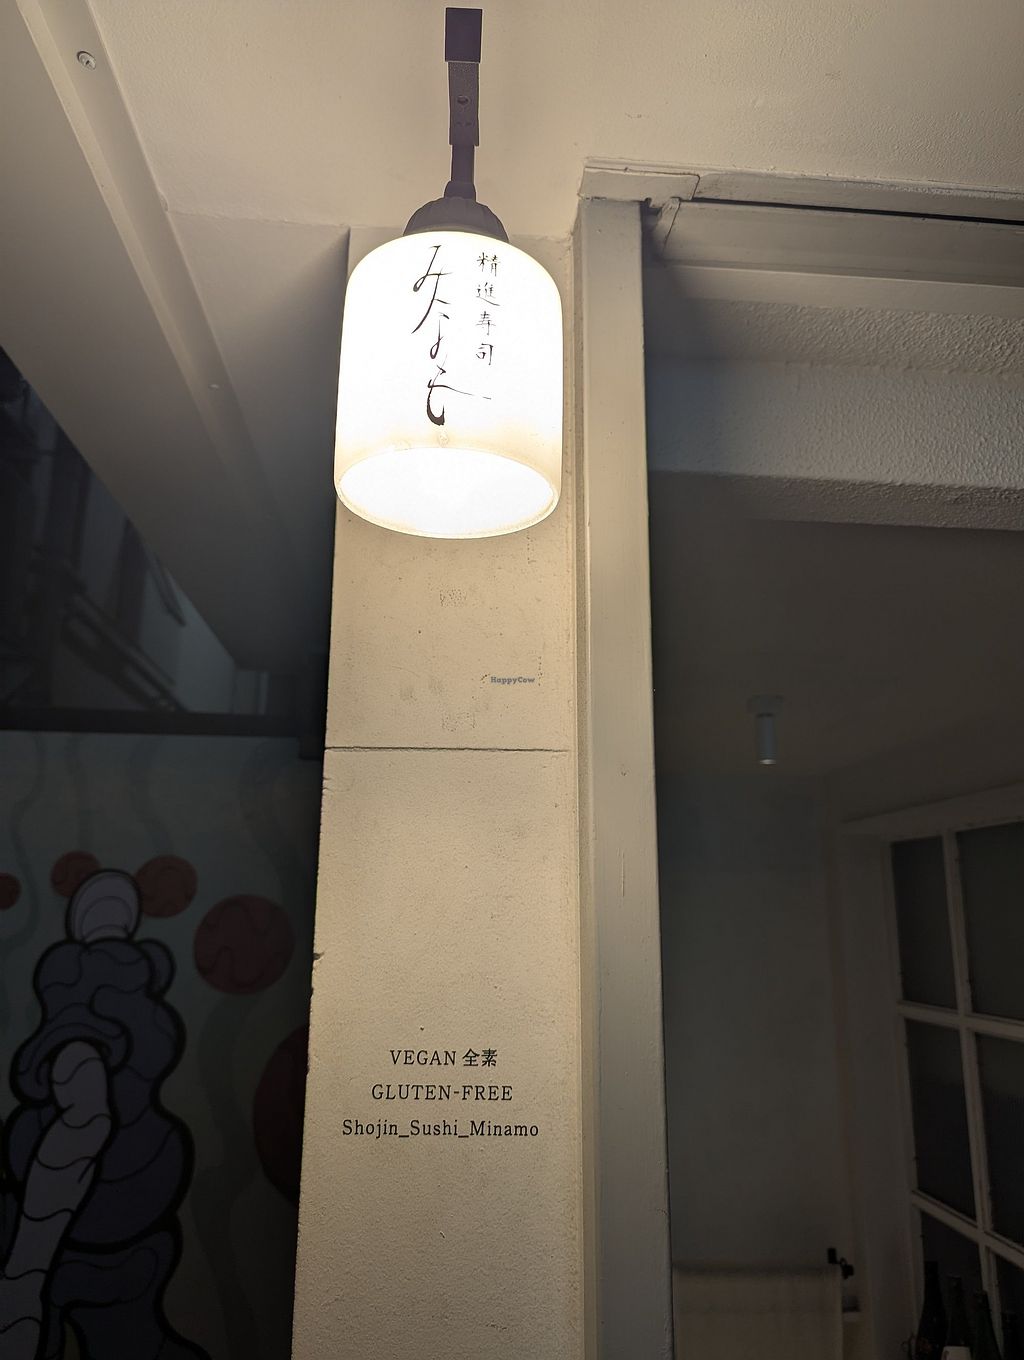 精進寿司
みなも
HappyCow
VEGAN 全素
GLUTEN-FREE
Shojin_Sushi_Minamo